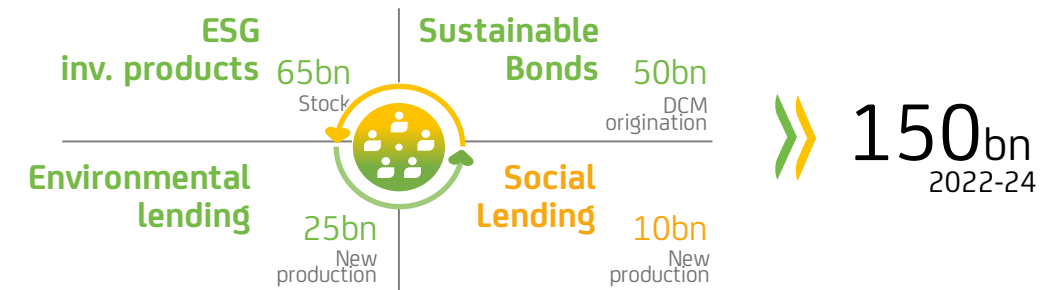 ESG
inv. products
65bn
Stock
Sustainable
Bonds
50bn
DCM
origination
Environmental
lending
25bn
New
production
Social
Lending
10bn
New
production
150bn
2022-24